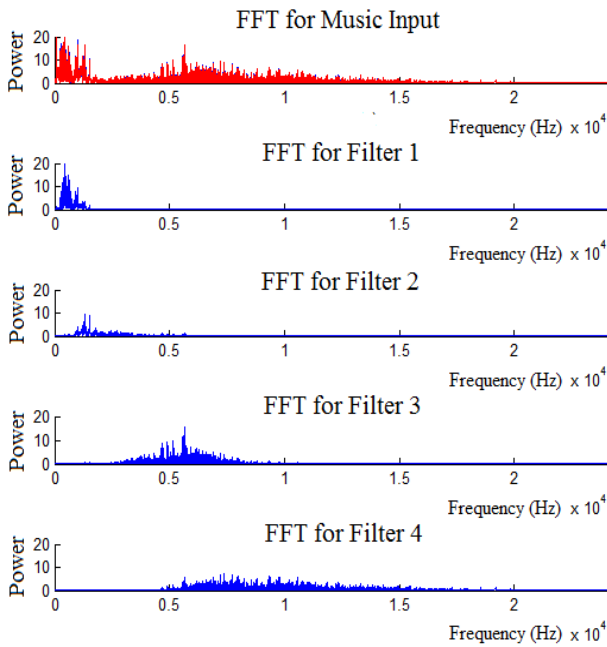 FFT for Music Input
Power
20
10
0
0 0.5 1 1.5 2
Frequency (Hz) x 10^4
FFT for Filter 1
Power
20
10
0
0 0.5 1 1.5 2
Frequency (Hz) x 10^4
FFT for Filter 2
Power
20
10
0
0 0.5 1 1.5 2
Frequency (Hz) x 10^4
FFT for Filter 3
Power
20
10
0
0 0.5 1 1.5 2
Frequency (Hz) x 10^4
FFT for Filter 4
Power
20
10
0
0 0.5 1 1.5 2
Frequency (Hz) x 10^4